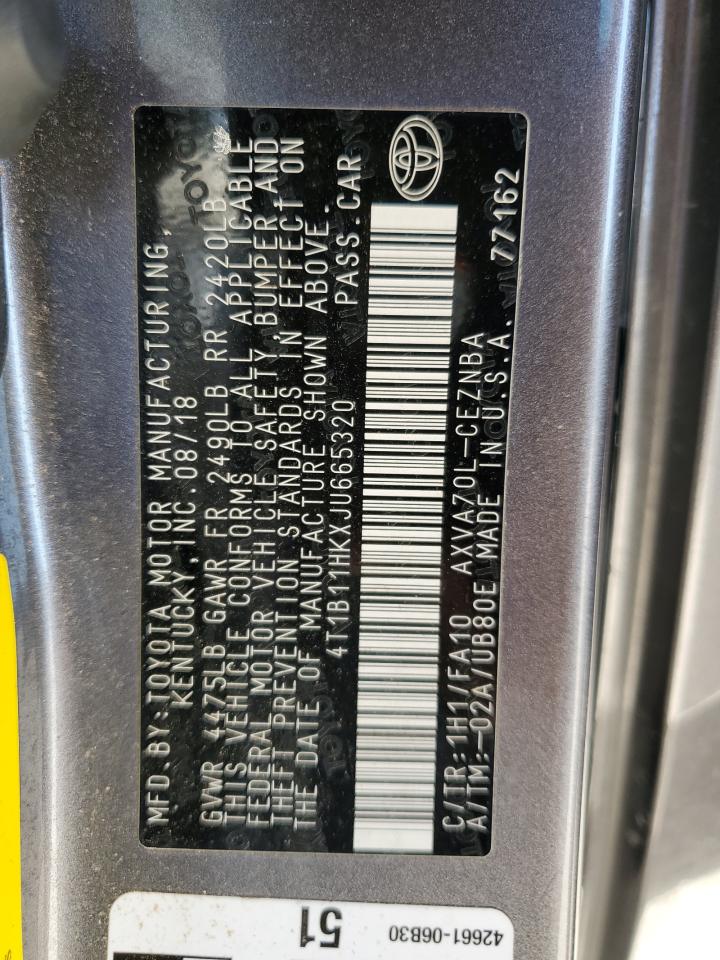 MFD. BY: TOYOTA MOTOR MANUFACTURING,
KENTUCKY, INC. 08/18
GVWR 4475LB GAWR FR 2490LB RR 2420LB
THIS VEHICLE CONFORMS TO ALL APPLICABLE
FEDERAL MOTOR VEHICLE SAFETY, BUMPER, AND
THEFT PREVENTION STANDARDS IN EFFECT ON
THE DATE OF MANUFACTURE SHOWN ABOVE.
4T1B11HKXJU665320 PASS. CAR
C/TR: 1H1/FA10 AXVA70L-CEZNBA
A/TM: -02A/UB80E MADE IN U.S.A. 77162
51
42661-06B30